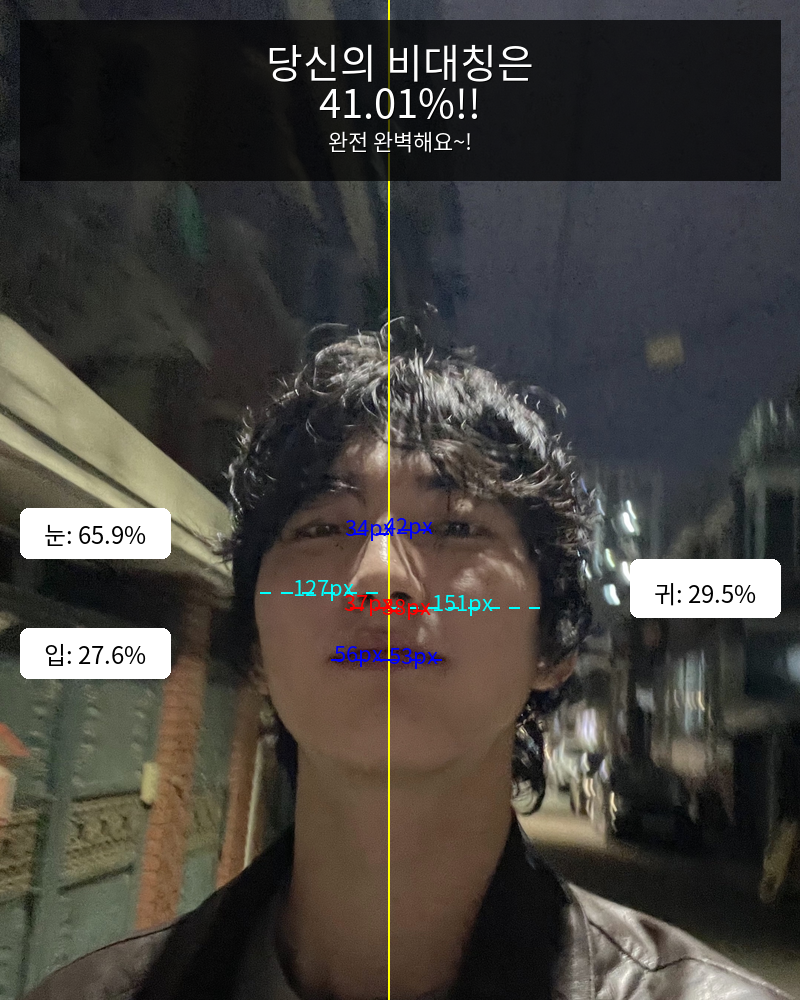 당신의 비대칭은
41.01%!!
완전 완벽해요~!
34px
42px
눈: 65.9%
127px
151px
귀: 29.5%
56px
53px
입: 27.6%